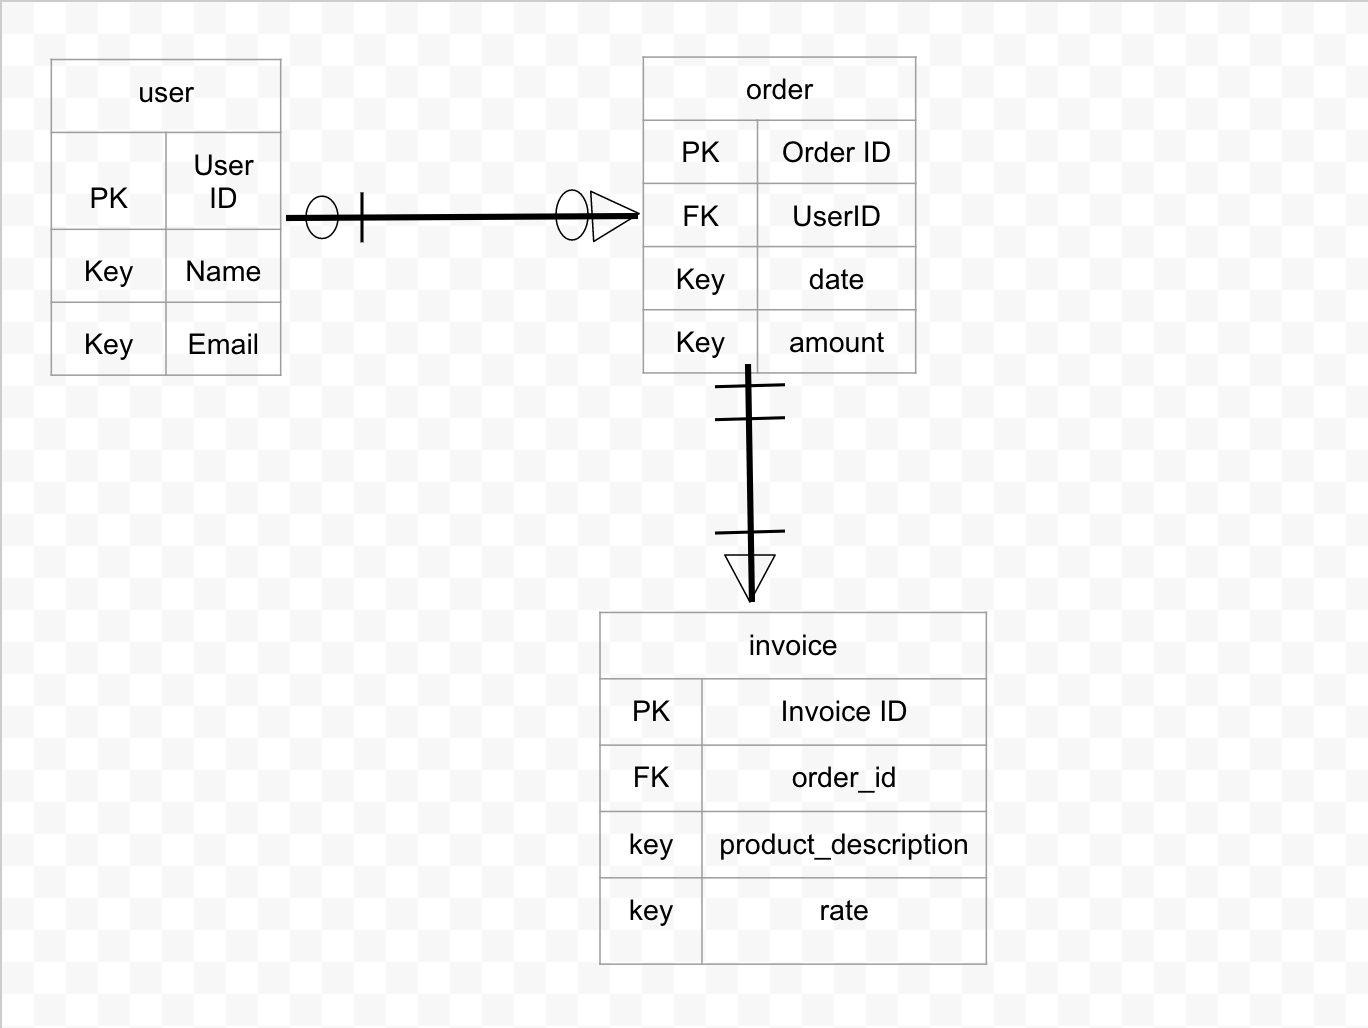 user
PK User ID
Key Name
Key Email
order
PK Order ID
FK UserID
Key date
Key amount
invoice
PK Invoice ID
FK order_id
key product_description
key rate